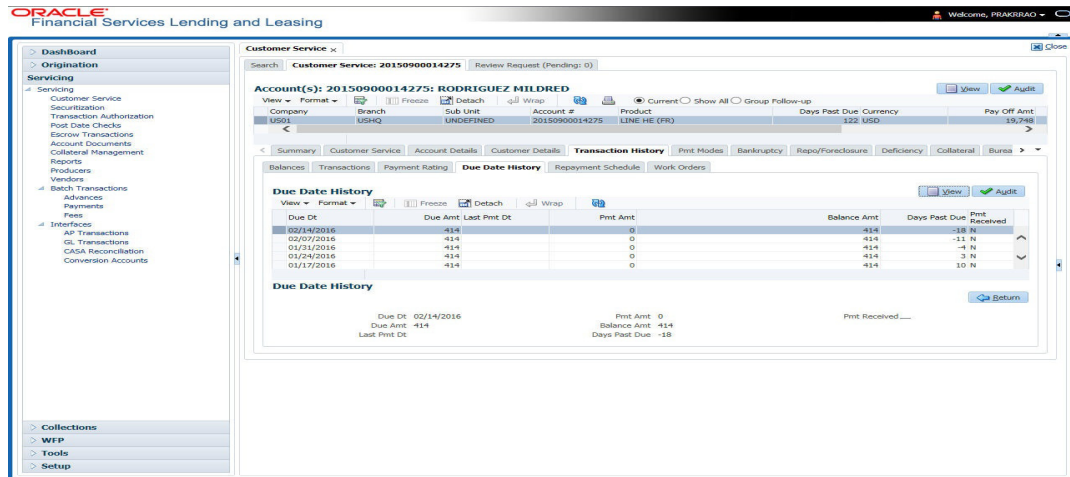 ORACLE
Financial Services Lending and Leasing
Welcome, PRAKRRAO
Close
DashBoard
Origination
Servicing
Servicing
Customer Service
Securitization
Transaction Authorization
Post Date Checks
Escrow Transactions
Account Documents
Collateral Management
Reports
Producers
Vendors
Batch Transactions
Advances
Payments
Fees
Interfaces
AP Transactions
GL Transactions
CASA Reconciliation
Conversion Accounts
Collections
WFP
Tools
Setup
Customer Service x
Search Customer Service: 20150900014275 Review Request (Pending: 0)
Account(s): 20150900014275: RODRIGUEZ MILDRED View Audit
View Format Freeze Detach Wrap Current Show All Group Follow-up
Company Branch Sub Unit Account # Product Days Past Due Currency Pay Off Amt
US01 USHQ UNDEFINED 20150900014275 LINE HE (FR) 122 USD 19,748
Summary Customer Service Account Details Customer Details Transaction History Pmt Modes Bankruptcy Repo/Foreclosure Deficiency Collateral Burea
Balances Transactions Payment Rating Due Date History Repayment Schedule Work Orders
Due Date History View Audit
View Format Freeze Detach Wrap
Due Dt Due Amt Last Pmt Dt Pmt Amt Balance Amt Days Past Due Pmt Received
02/14/2016 414 0 414 -18 N
02/07/2016 414 0 414 -11 N
01/31/2016 414 0 414 -4 N
01/24/2016 414 0 414 3 N
01/17/2016 414 0 414 10 N
Due Date History
Return
Due Dt 02/14/2016 Pmt Amt 0 Pmt Received
Due Amt 414 Balance Amt 414
Last Pmt Dt Days Past Due -18